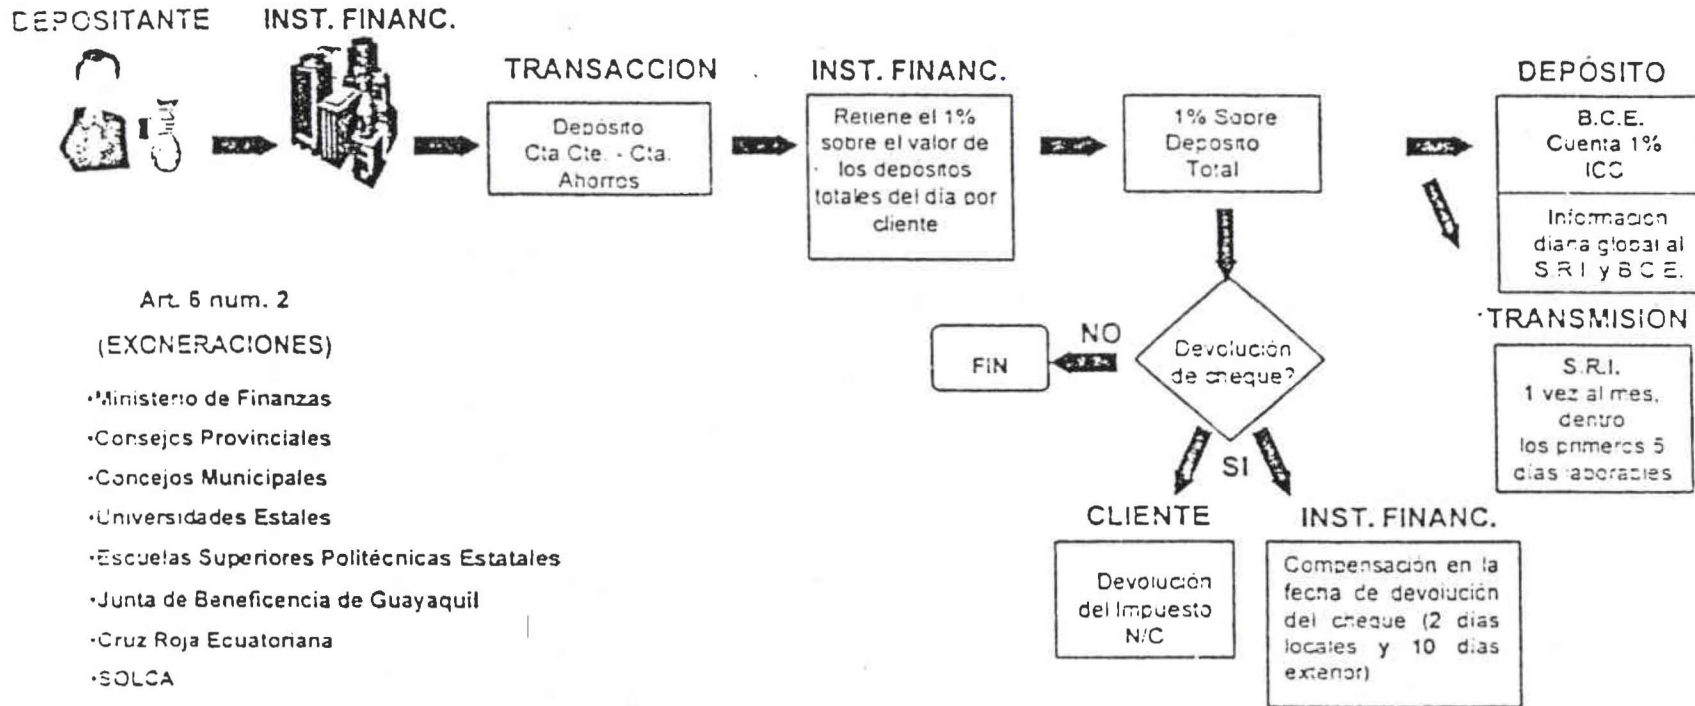 DEPOSITANTE
INST. FINANC.
TRANSACCION
Depósito
Cta Cte. - Cta.
Ahorros
INST. FINANC.
Retiene el 1%
sobre el valor de
los depósitos
totales del día por
cliente
1% Sobre
Deposito
Total
DEPÓSITO
B.C.E.
Cuenta 1%
ICC
Información
diaria global al
S.R.I. y B.C.E.
TRANSMISION
S.R.I.
1 vez al mes,
dentro
los primeros 5
días laborables
Devolución
de cheque?
NO
FIN
SI
CLIENTE
Devolución
del Impuesto
N/C
INST. FINANC.
Compensación en la
fecha de devolución
del cheque (2 días
locales y 10 días
exterior)
Art. 6 num. 2
(EXONERACIONES)
•Ministerio de Finanzas
•Consejos Provinciales
•Concejos Municipales
•Universidades Estales
•Escuelas Superiores Politécnicas Estatales
•Junta de Beneficencia de Guayaquil
•Cruz Roja Ecuatoriana
•SOLCA